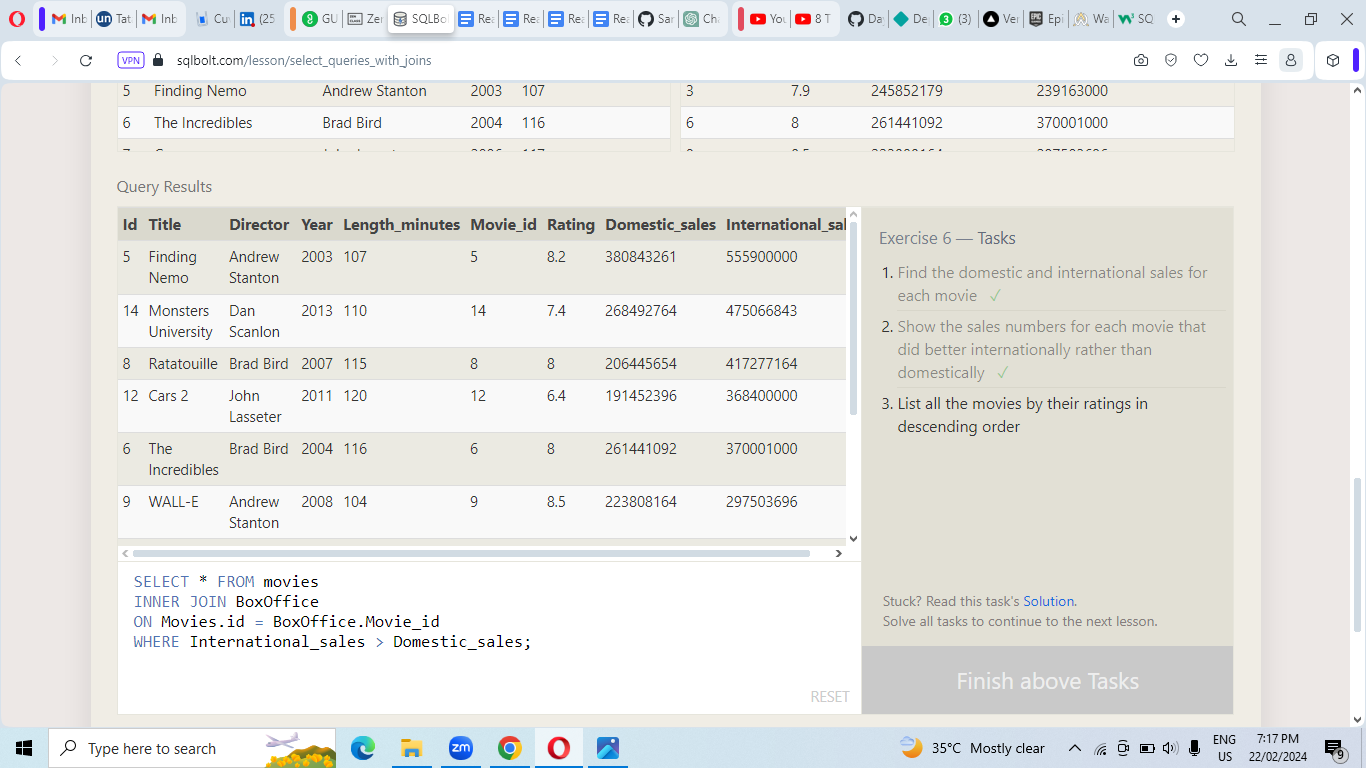 Inb
Tat
Inb
Cu
(25
GU
Zer
SQLBo
Rea
Rea
Rea
Rea
Sar
Cha
You
8 T
Da
De
(3)
Ver
Epi
Wa
SQ
VPN
sqlbolt.com/lesson/select_queries_with_joins
5 Finding Nemo Andrew Stanton 2003 107 3 7.9 245852179 239163000
6 The Incredibles Brad Bird 2004 116 6 8 261441092 370001000
Query Results
Id Title Director Year Length_minutes Movie_id Rating Domestic_sales International_sal
5 Finding Andrew 2003 107 5 8.2 380843261 555900000
Nemo Stanton
14 Monsters Dan 2013 110 14 7.4 268492764 475066843
University Scanlon
8 Ratatouille Brad Bird 2007 115 8 8 206445654 417277164
12 Cars 2 John 2011 120 12 6.4 191452396 368400000
Lasseter
6 The Brad Bird 2004 116 6 8 261441092 370001000
Incredibles
9 WALL-E Andrew 2008 104 9 8.5 223808164 297503696
Stanton
SELECT * FROM movies
INNER JOIN BoxOffice
ON Movies.id = BoxOffice.Movie_id
WHERE International_sales > Domestic_sales;
RESET
Exercise 6 — Tasks
1. Find the domestic and international sales for
each movie ✓
2. Show the sales numbers for each movie that
did better internationally rather than
domestically ✓
3. List all the movies by their ratings in
descending order
Stuck? Read this task's Solution.
Solve all tasks to continue to the next lesson.
Finish above Tasks
Type here to search
zm
35°C Mostly clear
ENG
US
7:17 PM
22/02/2024
9